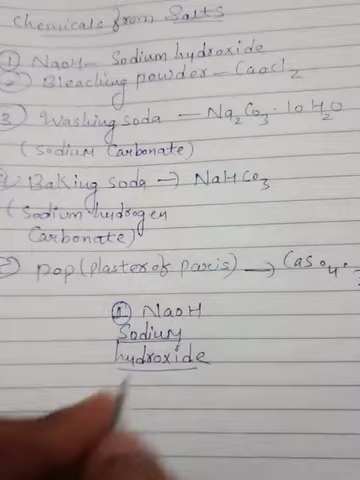 Chemicals from Salts
① NaOH - Sodium hydroxide
② Bleaching powder - CaOCl2
③ Washing soda — Na2CO3.10H2O
(Sodium Carbonate)
Baking soda → NaHCO3
(Sodium hydrogen
Carbonate)
pop (plaster of paris) → CaSO4.
① NaOH
Sodium
hydroxide